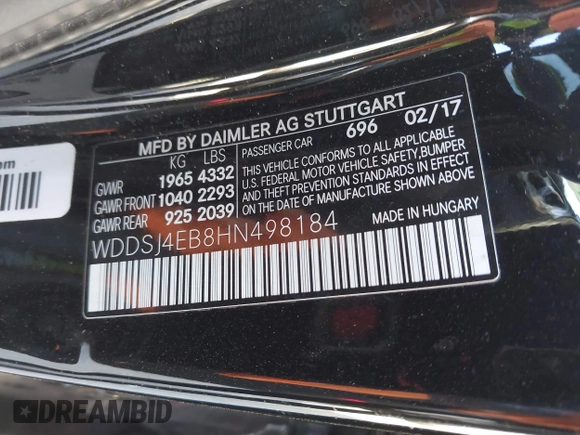 MFD BY DAIMLER AG STUTTGART
KG LBS
GVWR 1965 4332
GAWR FRONT 1040 2293
GAWR REAR 925 2039
PASSENGER CAR 696 02/17
THIS VEHICLE CONFORMS TO ALL APPLICABLE
U.S. FEDERAL MOTOR VEHICLE SAFETY, BUMPER
AND THEFT PREVENTION STANDARDS IN EFFECT
ON THE DATE OF MANUFACTURE SHOWN ABOVE
MADE IN HUNGARY
WDDSJ4EB8HN498184
DREAMBID